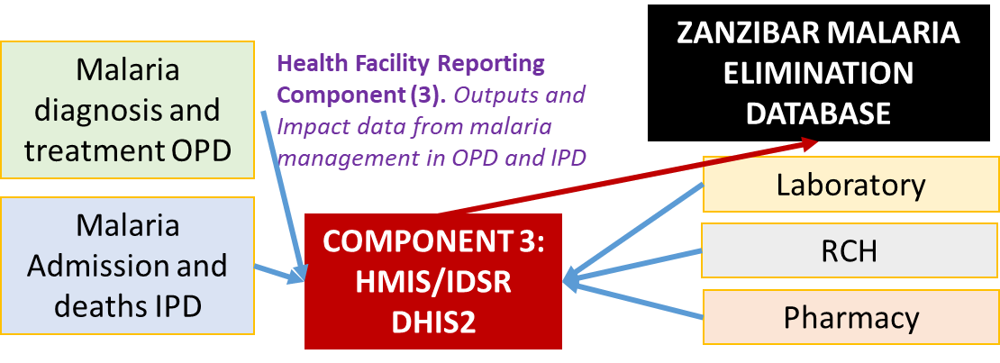 Malaria
diagnosis and
treatment OPD
Health Facility Reporting
Component (3). Outputs and
Impact data from malaria
management in OPD and IPD
ZANZIBAR MALARIA
ELIMINATION
DATABASE
Malaria
Admission and
deaths IPD
COMPONENT 3:
HMIS/IDSR
DHIS2
Laboratory
RCH
Pharmacy